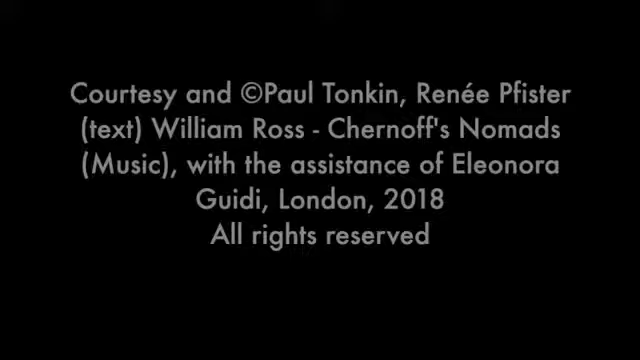 Courtesy and ©Paul Tonkin, Renée Pfister
(text) William Ross - Chernoff's Nomads
(Music), with the assistance of Eleonora
Guidi, London, 2018
All rights reserved